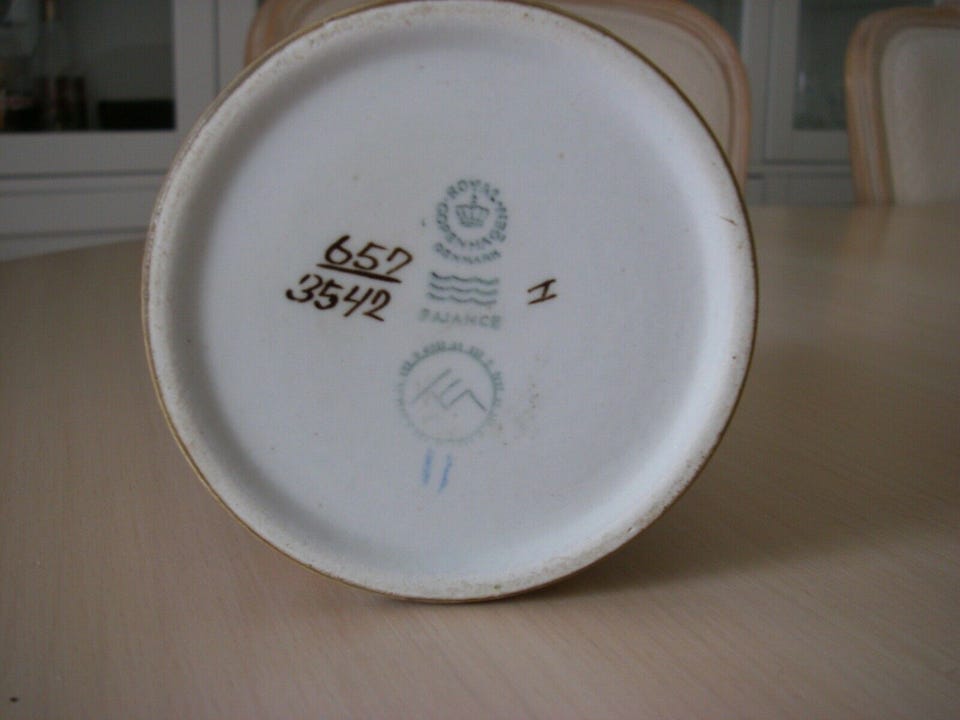 ROYAL COPENHAGEN
DENMARK
657
3542
I
FAJANCE